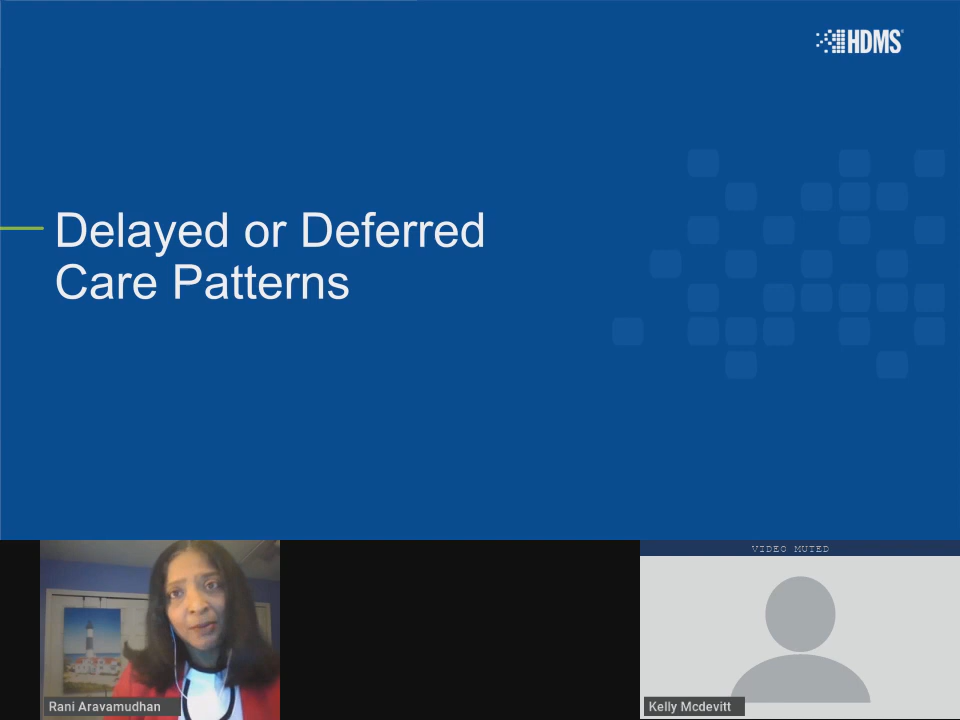 HDMS
Delayed or Deferred
Care Patterns
VIDEO MUTED
Rani Aravamudhan
Kelly Mcdevitt